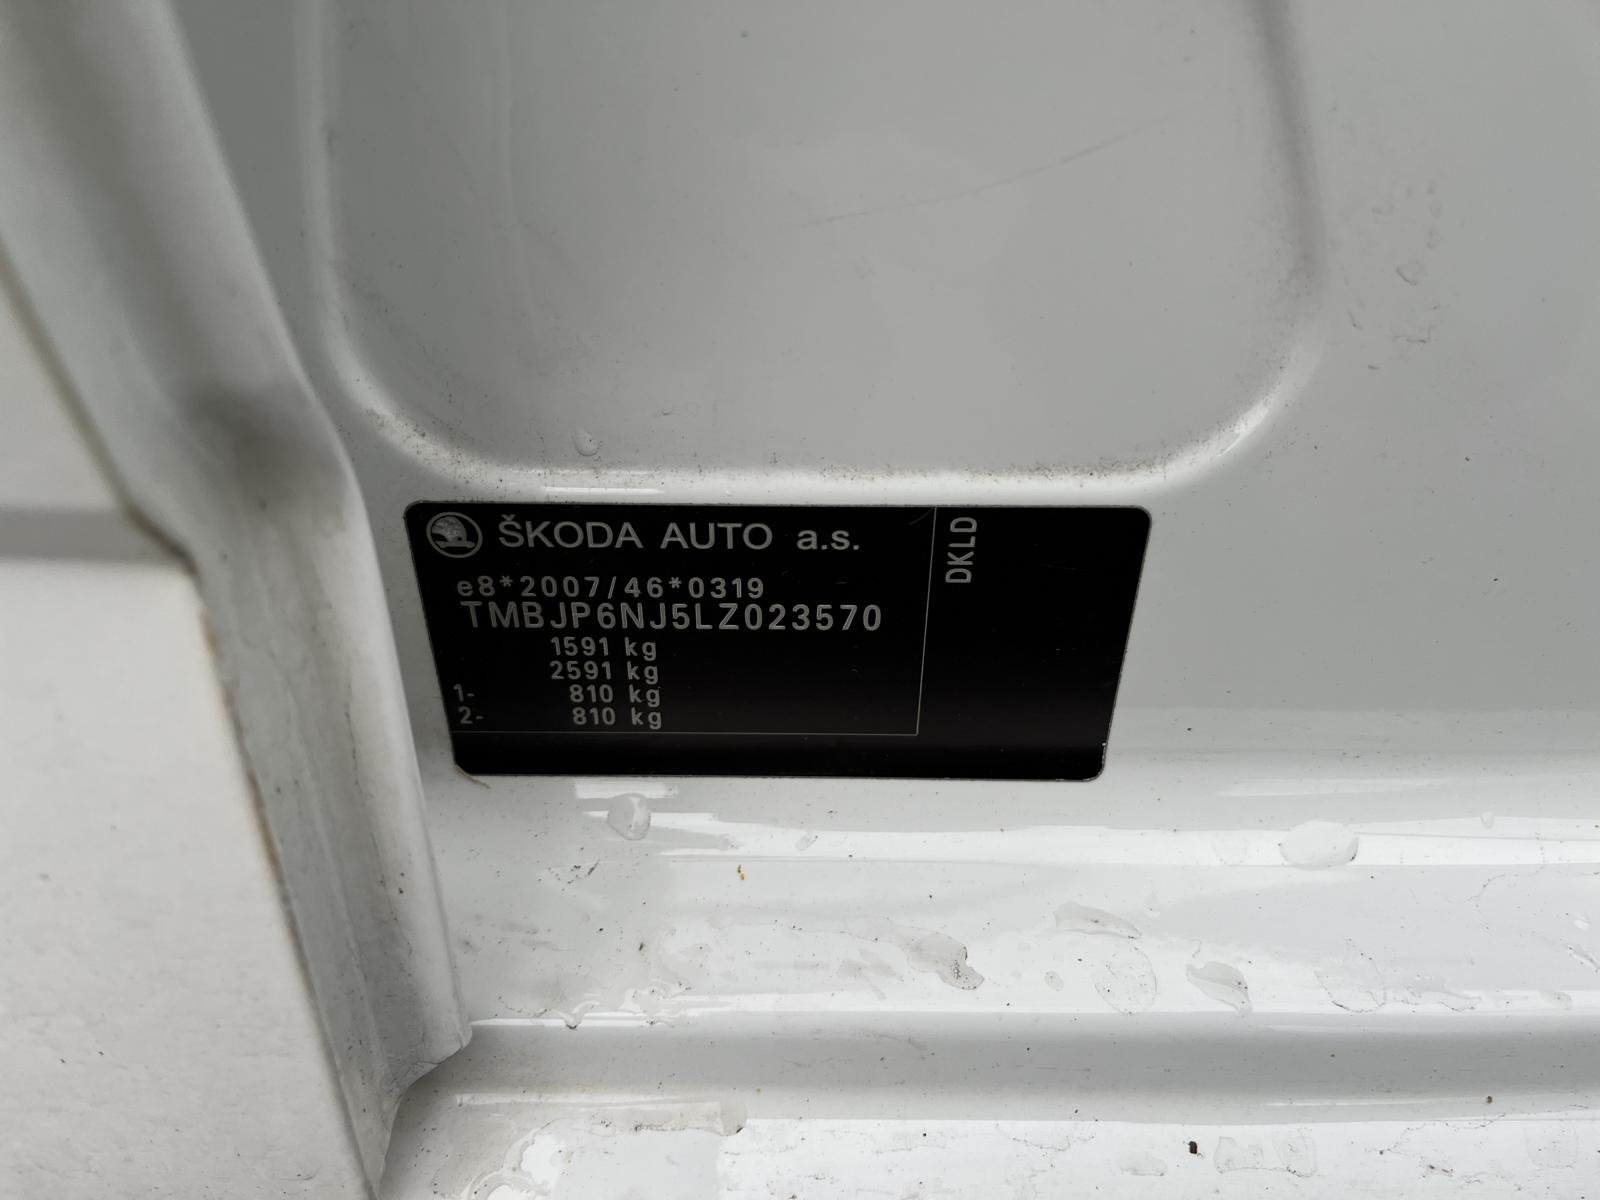 ŠKODA AUTO a.s.
e8*2007/46*0319
TMBJP6NJ5LZ023570
1591 kg
2591 kg
1- 810 kg
2- 810 kg
DKLD